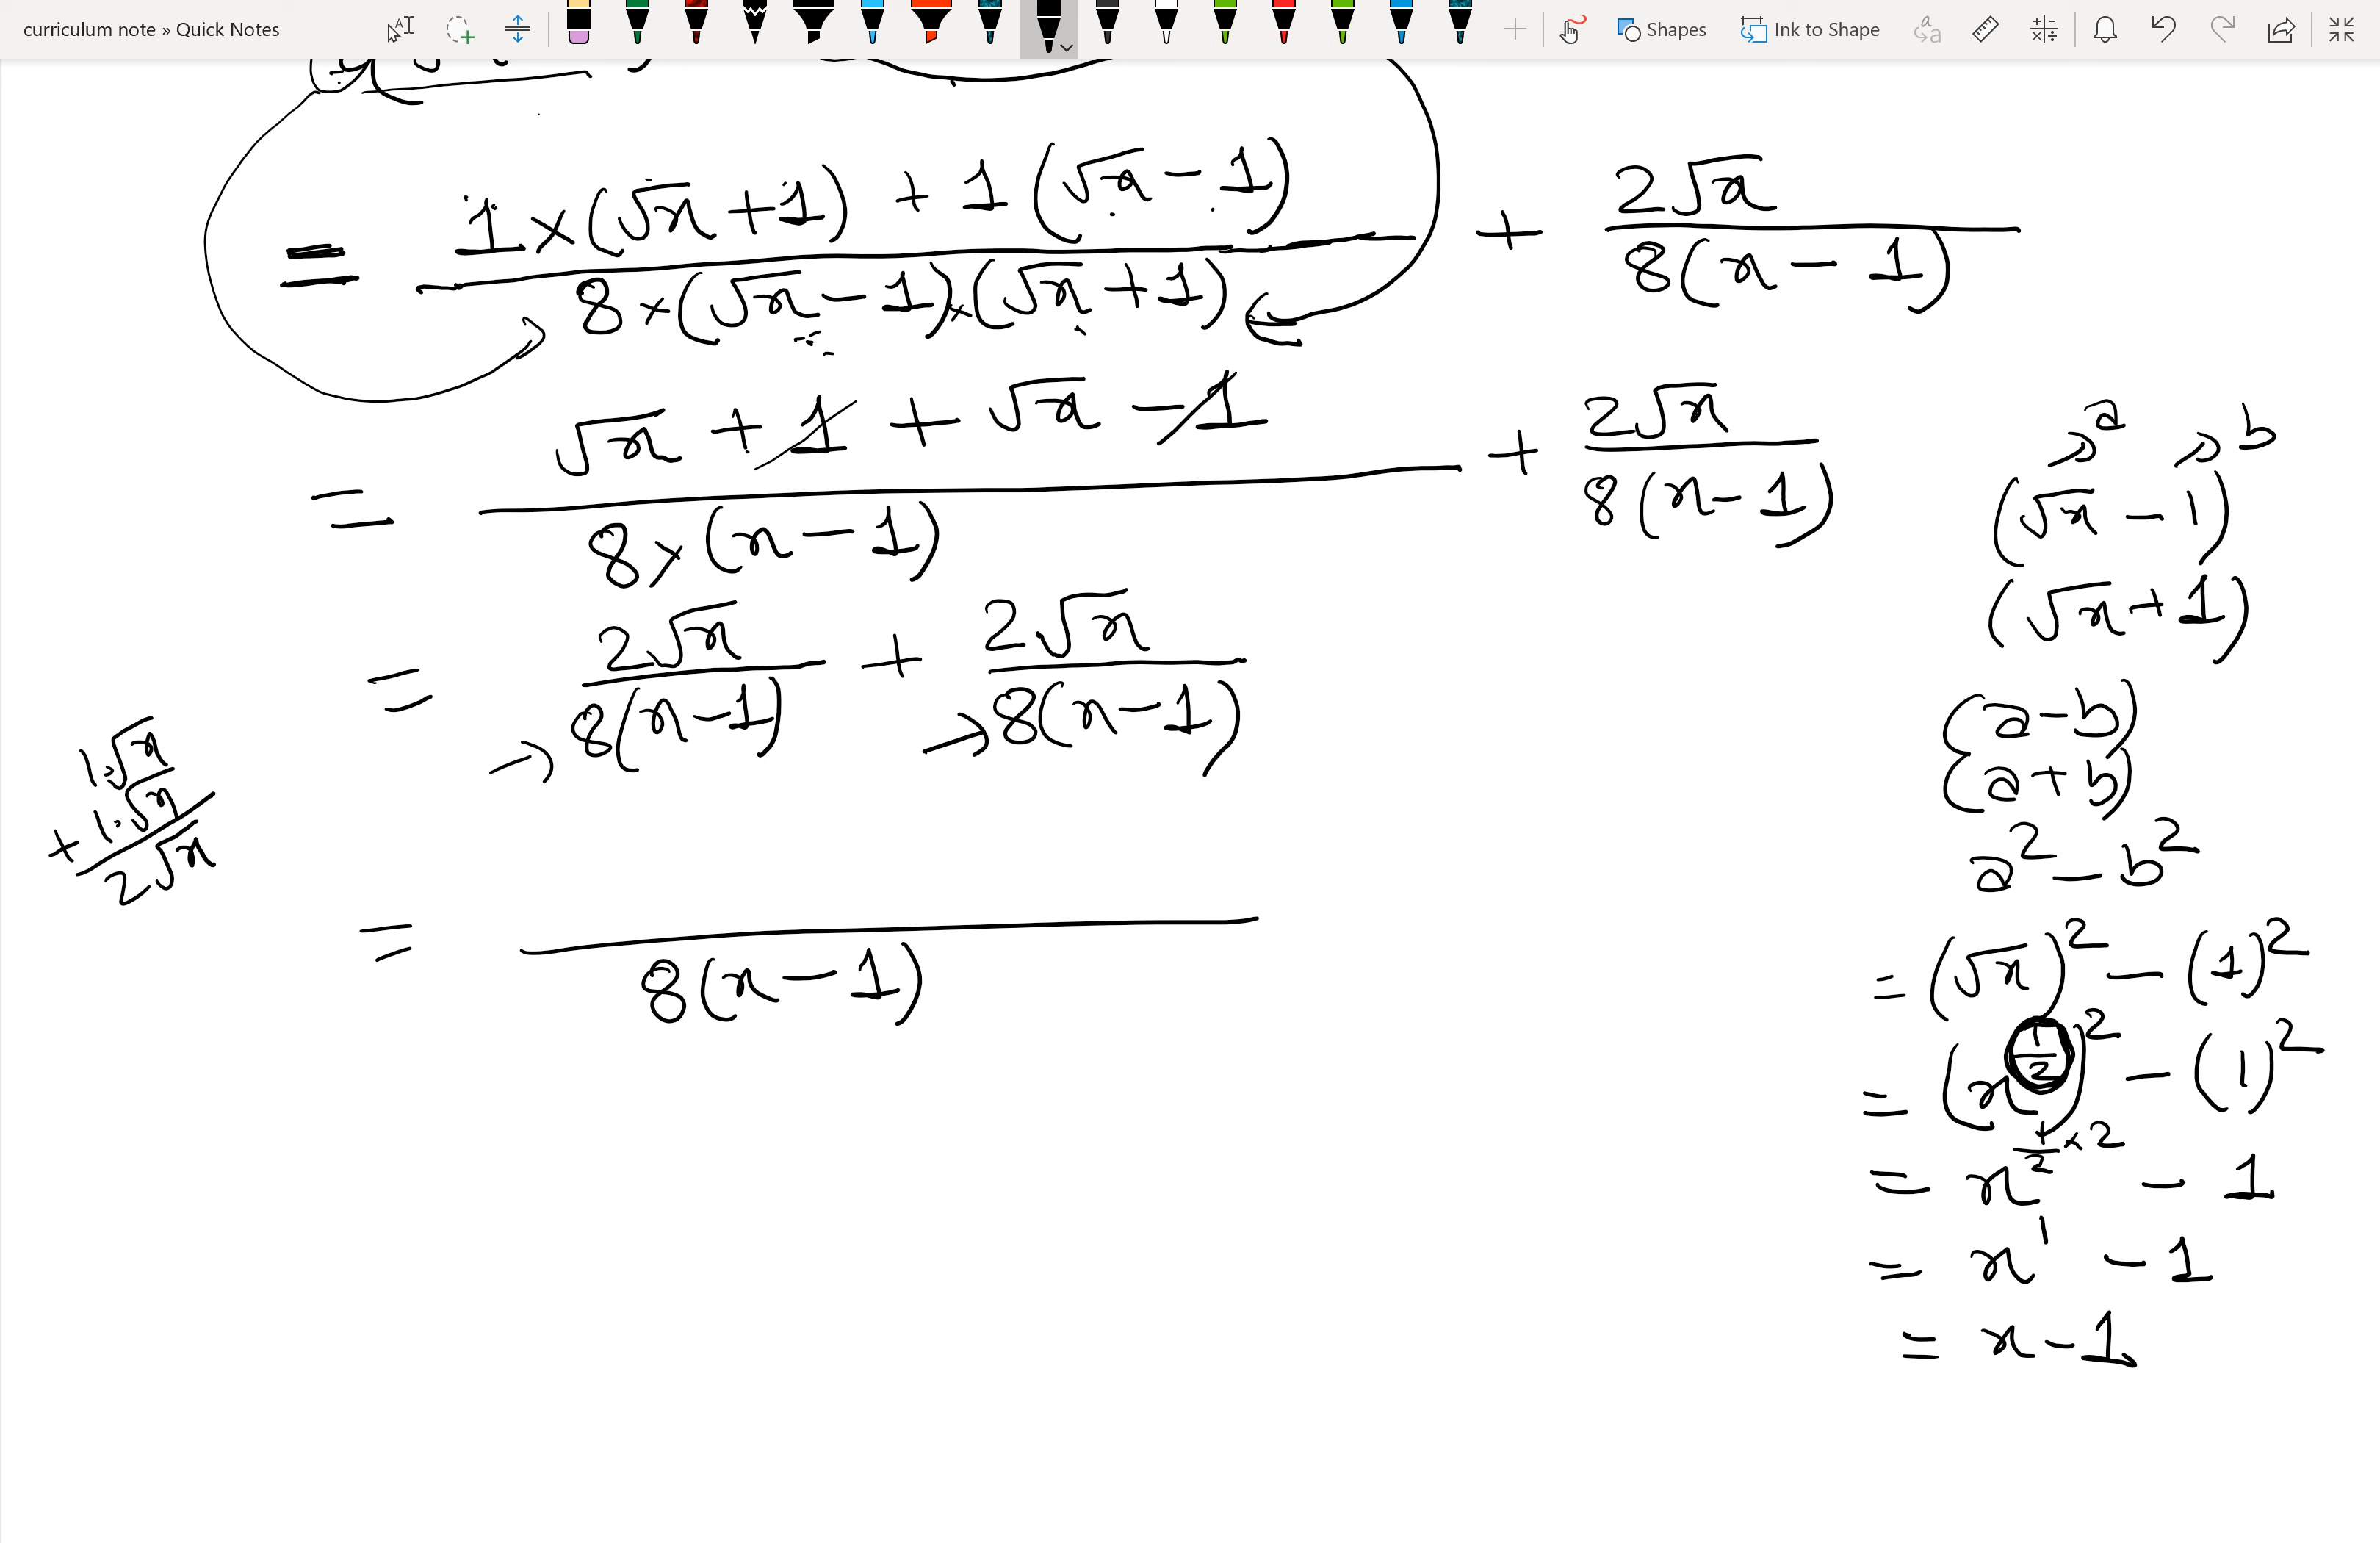 curriculum note » Quick Notes
Shapes
Ink to Shape
= (1 × (√x + 1) + 1 (√x − 1)) / (8 × (√x − 1) × (√x + 1)) + 2√x / 8(x − 1)
= (√x + 1 + √x − 1) / (8 × (x − 1)) + 2√x / 8(x − 1)
= 2√x / 8(x − 1) + 2√x / 8(x − 1)
1·√x
+ 1·√x
2√x
= / 8(x − 1)
a b
(√x − 1)
(√x + 1)
(a − b)
(a + b)
a² − b²
= (√x)² − (1)²
= (x^(1/2))² − (1)²
= x^(1/2 × 2) − 1
= x¹ − 1
= x − 1